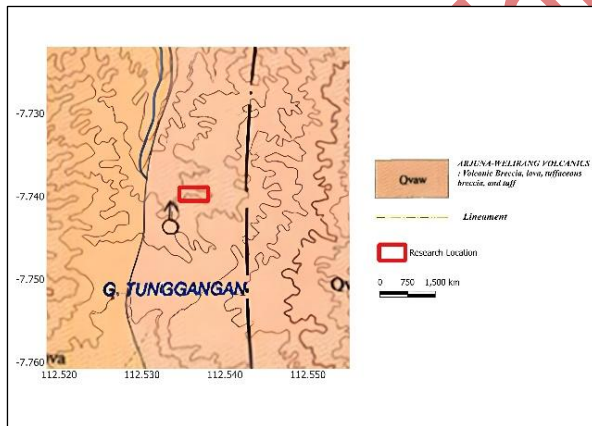 -7.730
-7.740
-7.750
-7.760
112.520
112.530
112.540
112.550
G. TUNGGANGAN
Qvaw
ARJUNA-WELIRANG VOLCANICS
: Volcanic Breccia, lava, tuffaceous
breccia, and tuff
Lineument
Research Location
0 750 1,500 km